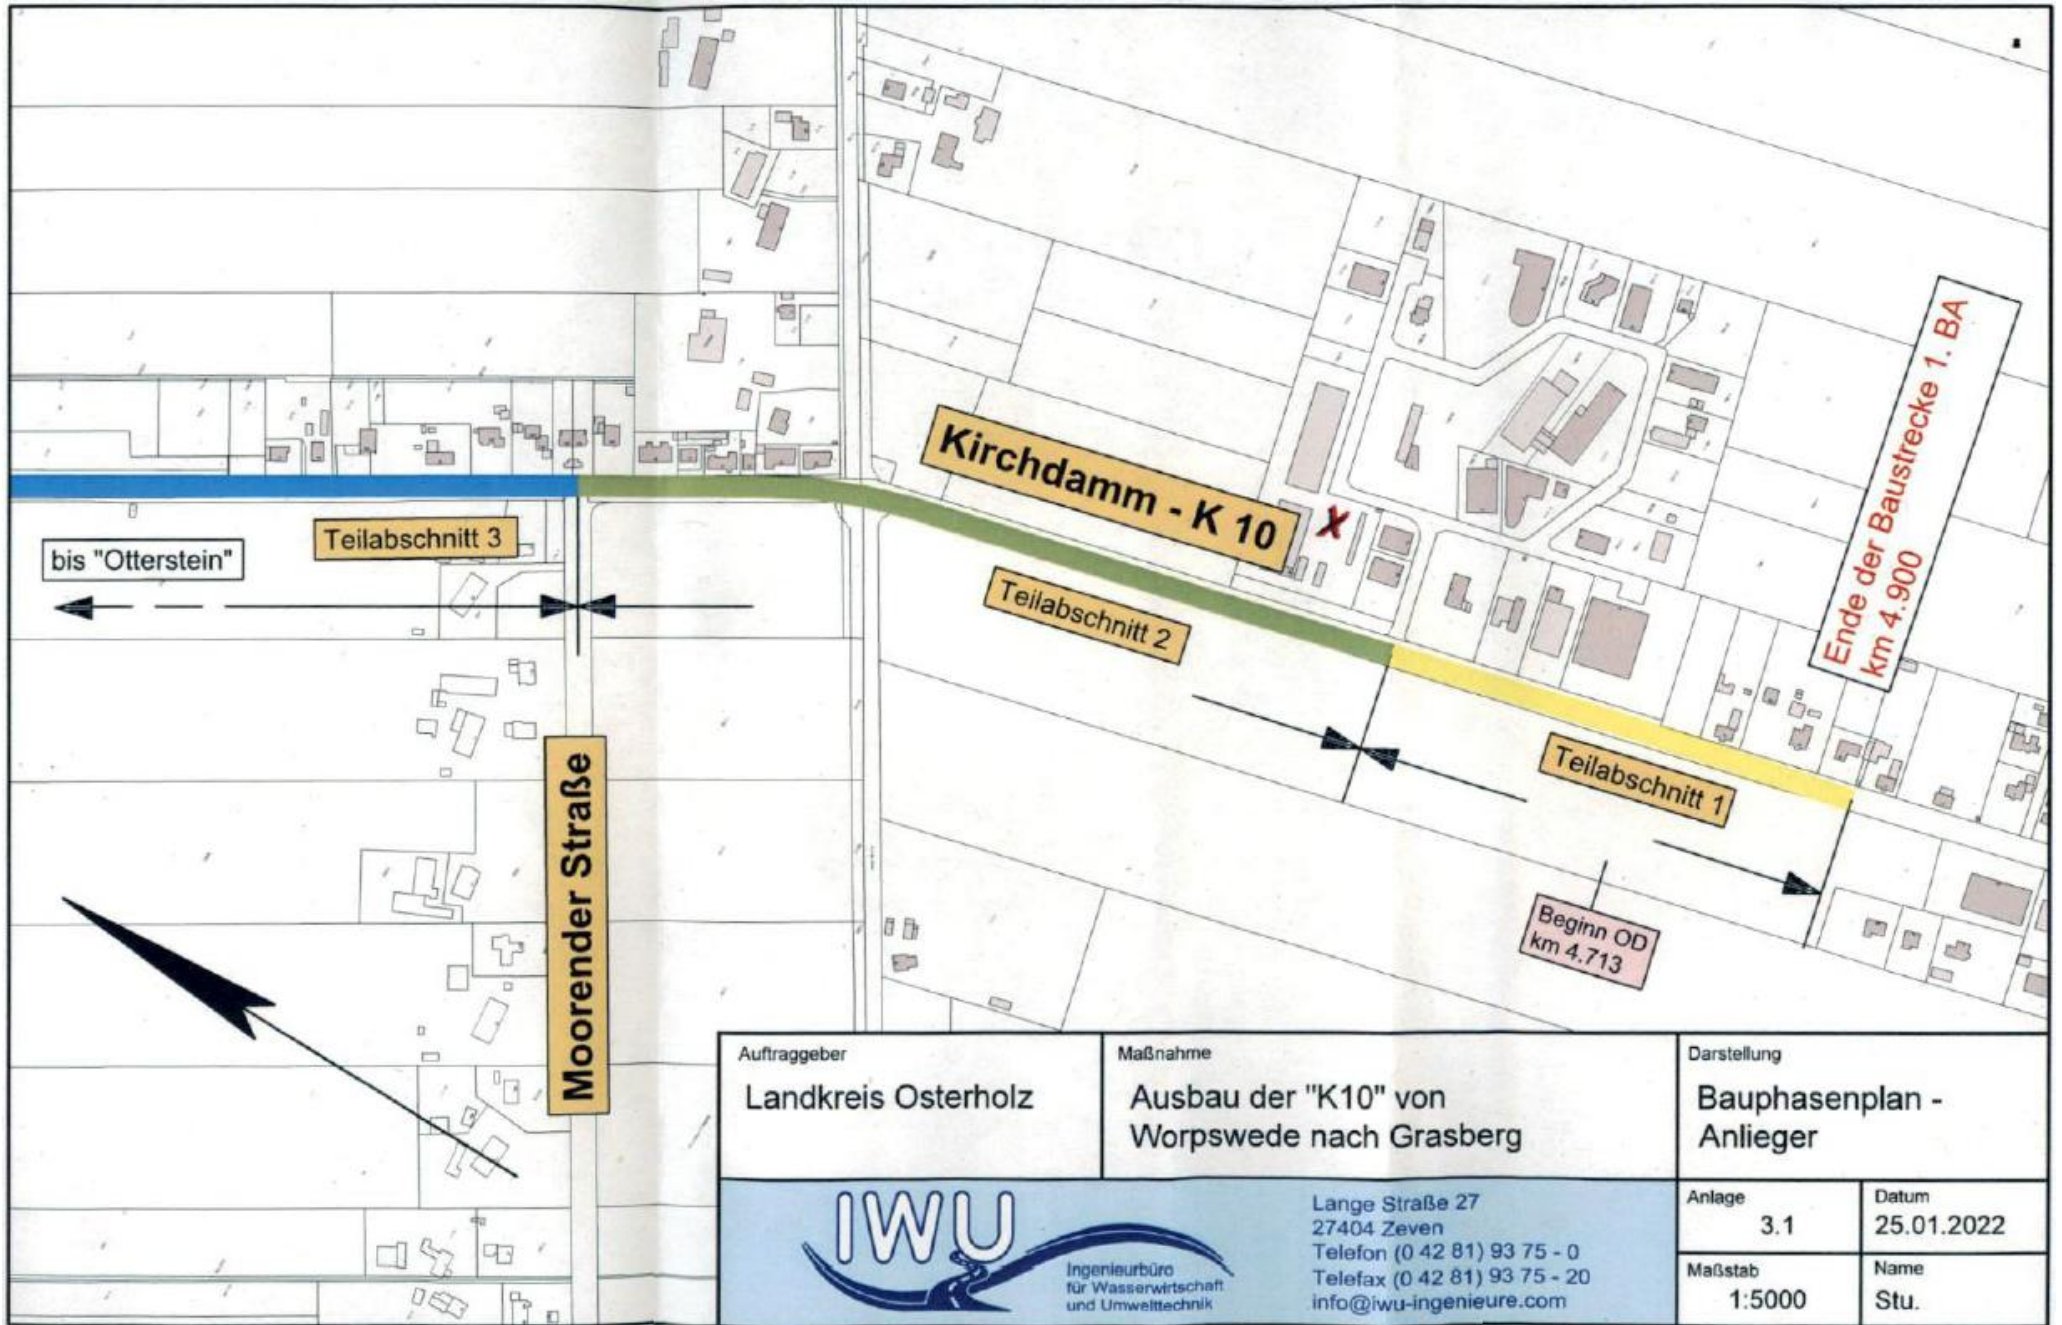 Kirchdamm - K 10
Ende der Baustrecke 1. BA
km 4.900
X
Teilabschnitt 3
bis "Otterstein"
Teilabschnitt 2
Teilabschnitt 1
Moorender Straße
Beginn OD
km 4.713
Auftraggeber
Landkreis Osterholz
Maßnahme
Ausbau der "K10" von
Worpswede nach Grasberg
Darstellung
Bauphasenplan -
Anlieger
IWU
Ingenieurbüro
für Wasserwirtschaft
und Umwelttechnik
Lange Straße 27
27404 Zeven
Telefon (0 42 81) 93 75 - 0
Telefax (0 42 81) 93 75 - 20
info@iwu-ingenieure.com
Anlage
3.1
Datum
25.01.2022
Maßstab
1:5000
Name
Stu.